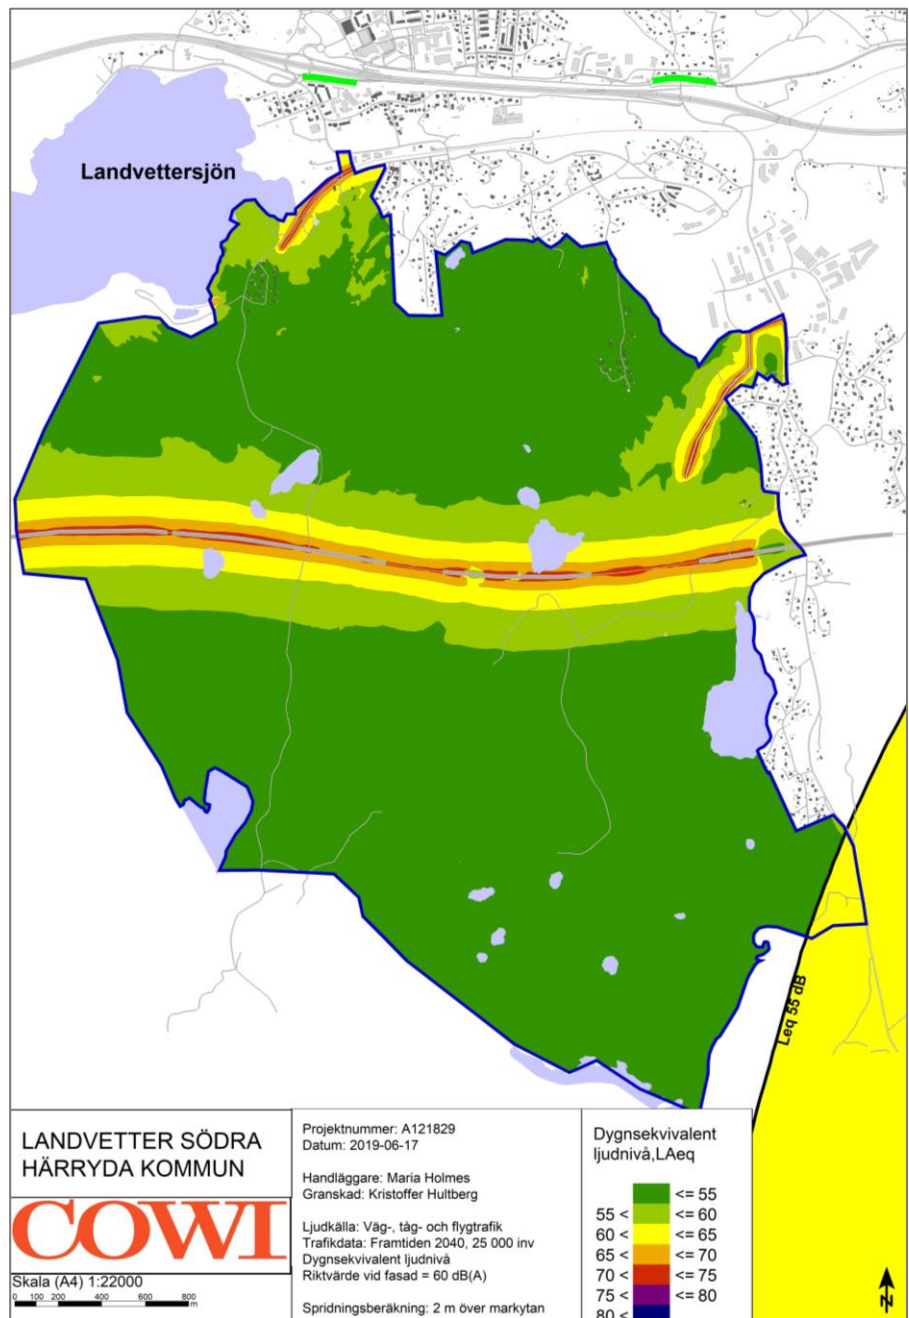 Landvettersjön
Leq 55 dB
LANDVETTER SÖDRA
HÄRRYDA KOMMUN
COWI
Skala (A4) 1:22000
0 100 200 400 600 800
m
Projektnummer: A121829
Datum: 2019-06-17
Handläggare: Maria Holmes
Granskad: Kristoffer Hultberg
Ljudkälla: Väg-, tåg- och flygtrafik
Trafikdata: Framtiden 2040, 25 000 inv
Dygnsekvivalent ljudnivå
Riktvärde vid fasad = 60 dB(A)
Spridningsberäkning: 2 m över markytan
Dygnsekvivalent
ljudnivå,LAeq
<= 55
55 < <= 60
60 < <= 65
65 < <= 70
70 < <= 75
75 < <= 80
80 <
N